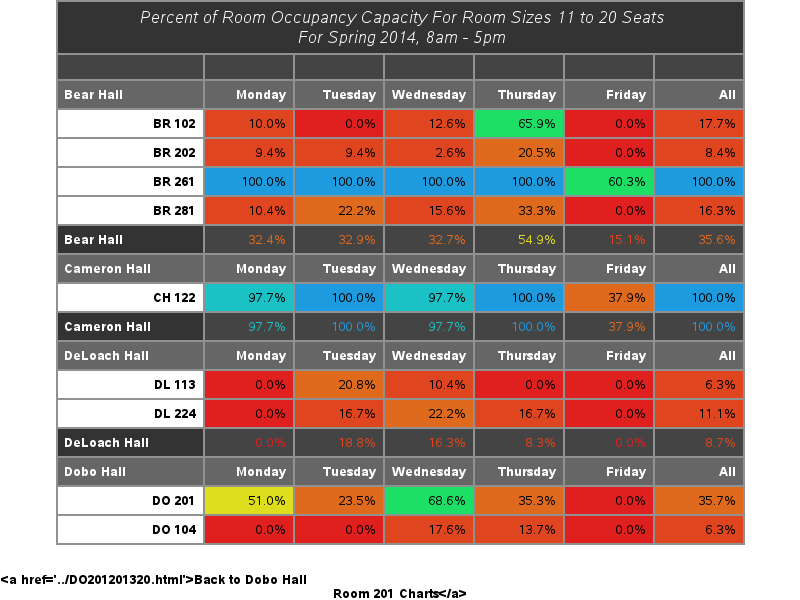 Percent of Room Occupancy Capacity For Room Sizes 11 to 20 Seats
For Spring 2014, 8am - 5pm
Bear Hall Monday Tuesday Wednesday Thursday Friday All
BR 102 10.0% 0.0% 12.6% 65.9% 0.0% 17.7%
BR 202 9.4% 9.4% 2.6% 20.5% 0.0% 8.4%
BR 261 100.0% 100.0% 100.0% 100.0% 60.3% 100.0%
BR 281 10.4% 22.2% 15.6% 33.3% 0.0% 16.3%
Bear Hall 32.4% 32.9% 32.7% 54.9% 15.1% 35.6%
Cameron Hall Monday Tuesday Wednesday Thursday Friday All
CH 122 97.7% 100.0% 97.7% 100.0% 37.9% 100.0%
Cameron Hall 97.7% 100.0% 97.7% 100.0% 37.9% 100.0%
DeLoach Hall Monday Tuesday Wednesday Thursday Friday All
DL 113 0.0% 20.8% 10.4% 0.0% 0.0% 6.3%
DL 224 0.0% 16.7% 22.2% 16.7% 0.0% 11.1%
DeLoach Hall 0.0% 18.8% 16.3% 8.3% 0.0% 8.7%
Dobo Hall Monday Tuesday Wednesday Thursday Friday All
DO 201 51.0% 23.5% 68.6% 35.3% 0.0% 35.7%
DO 104 0.0% 0.0% 17.6% 13.7% 0.0% 6.3%
<a href='../DO201201320.html'>Back to Dobo Hall
Room 201 Charts</a>